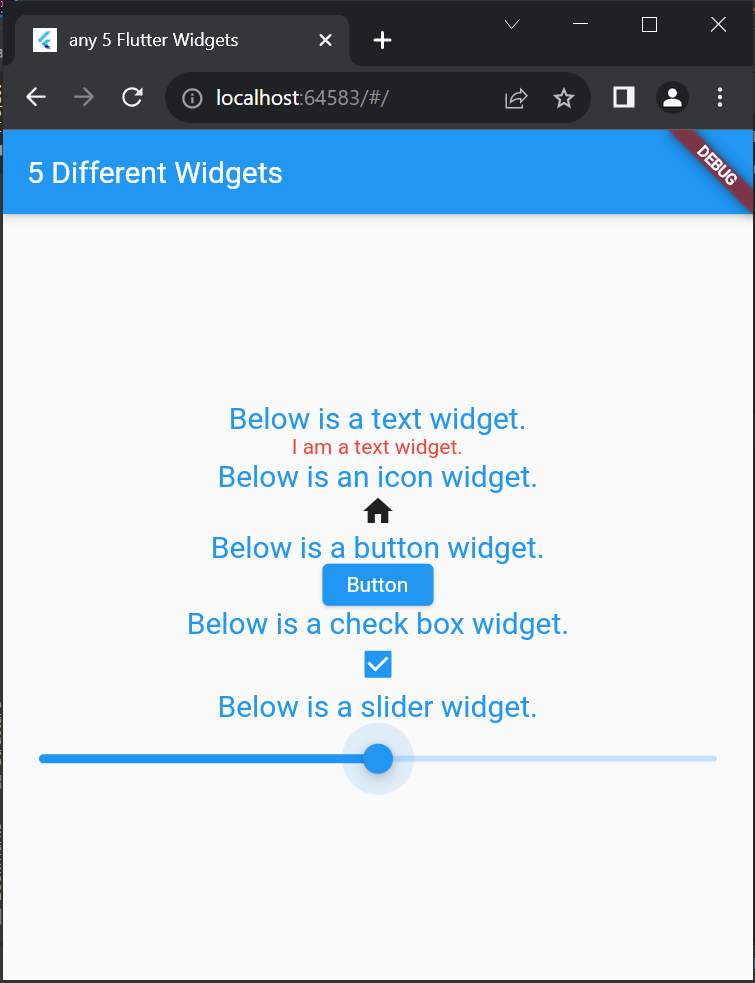 any 5 Flutter Widgets
localhost:64583/#/
5 Different Widgets
DEBUG
Below is a text widget.
I am a text widget.
Below is an icon widget.
Below is a button widget.
Button
Below is a check box widget.
Below is a slider widget.